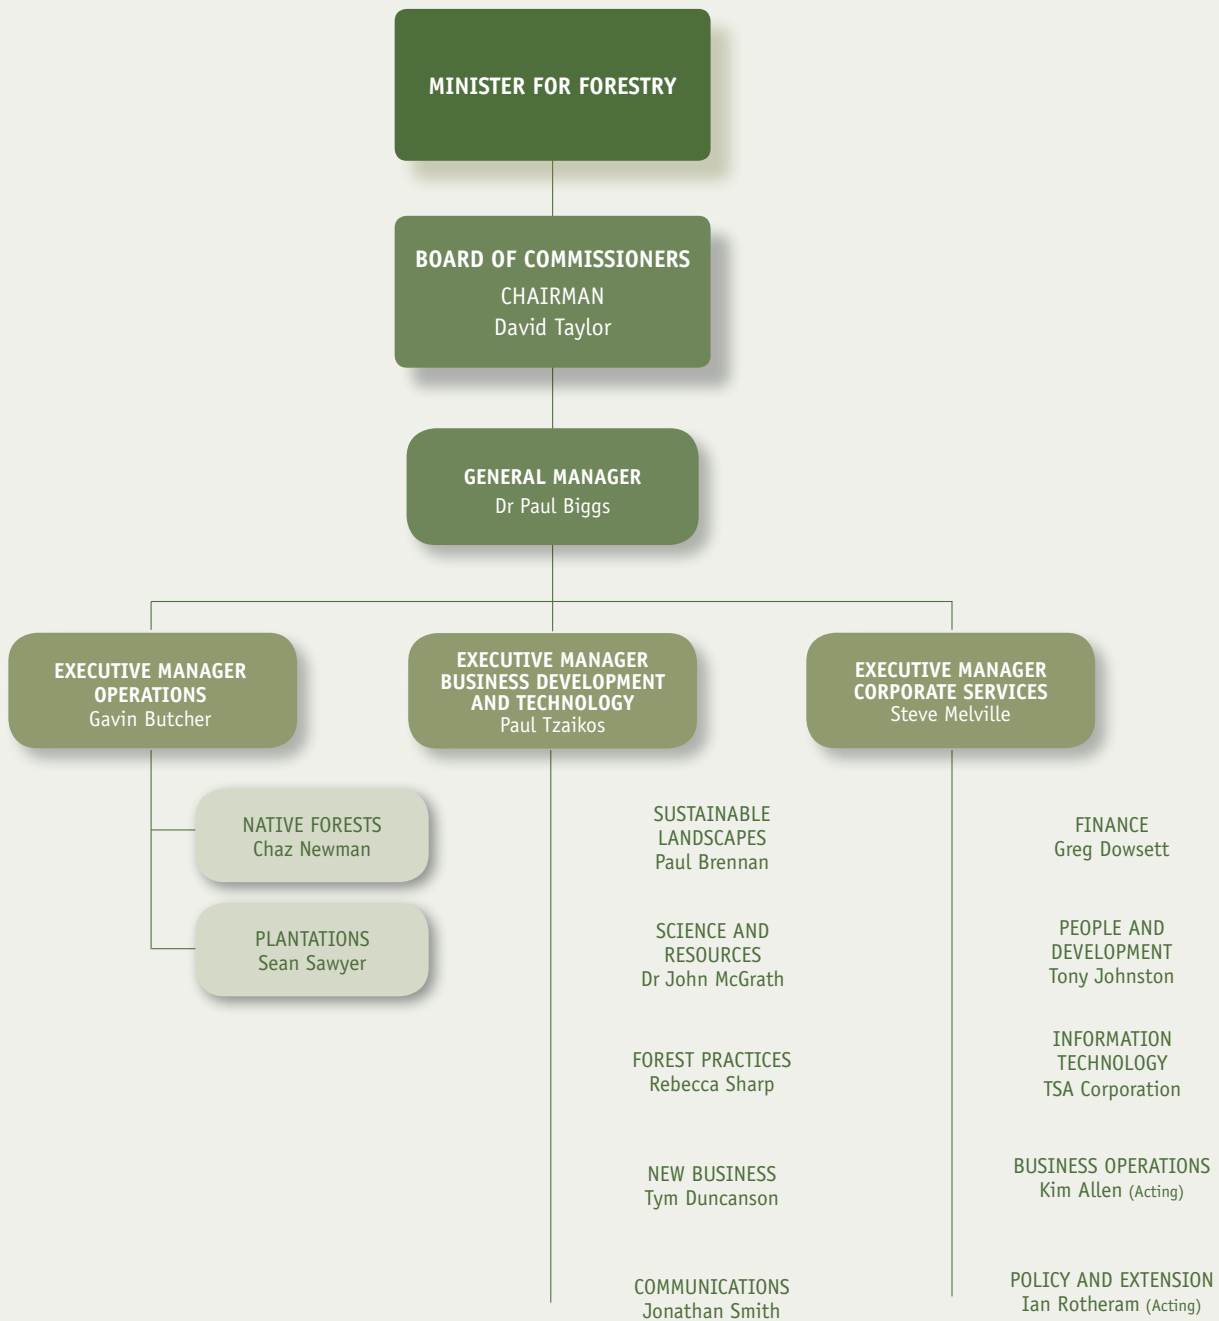 MINISTER FOR FORESTRY
BOARD OF COMMISSIONERS
CHAIRMAN
David Taylor
GENERAL MANAGER
Dr Paul Biggs
EXECUTIVE MANAGER
OPERATIONS
Gavin Butcher
EXECUTIVE MANAGER
BUSINESS DEVELOPMENT
AND TECHNOLOGY
Paul Tzaikos
EXECUTIVE MANAGER
CORPORATE SERVICES
Steve Melville
NATIVE FORESTS
Chaz Newman
PLANTATIONS
Sean Sawyer
SUSTAINABLE
LANDSCAPES
Paul Brennan
SCIENCE AND
RESOURCES
Dr John McGrath
FOREST PRACTICES
Rebecca Sharp
NEW BUSINESS
Tym Duncanson
COMMUNICATIONS
Jonathan Smith
FINANCE
Greg Dowsett
PEOPLE AND
DEVELOPMENT
Tony Johnston
INFORMATION
TECHNOLOGY
TSA Corporation
BUSINESS OPERATIONS
Kim Allen (Acting)
POLICY AND EXTENSION
Ian Rotheram (Acting)